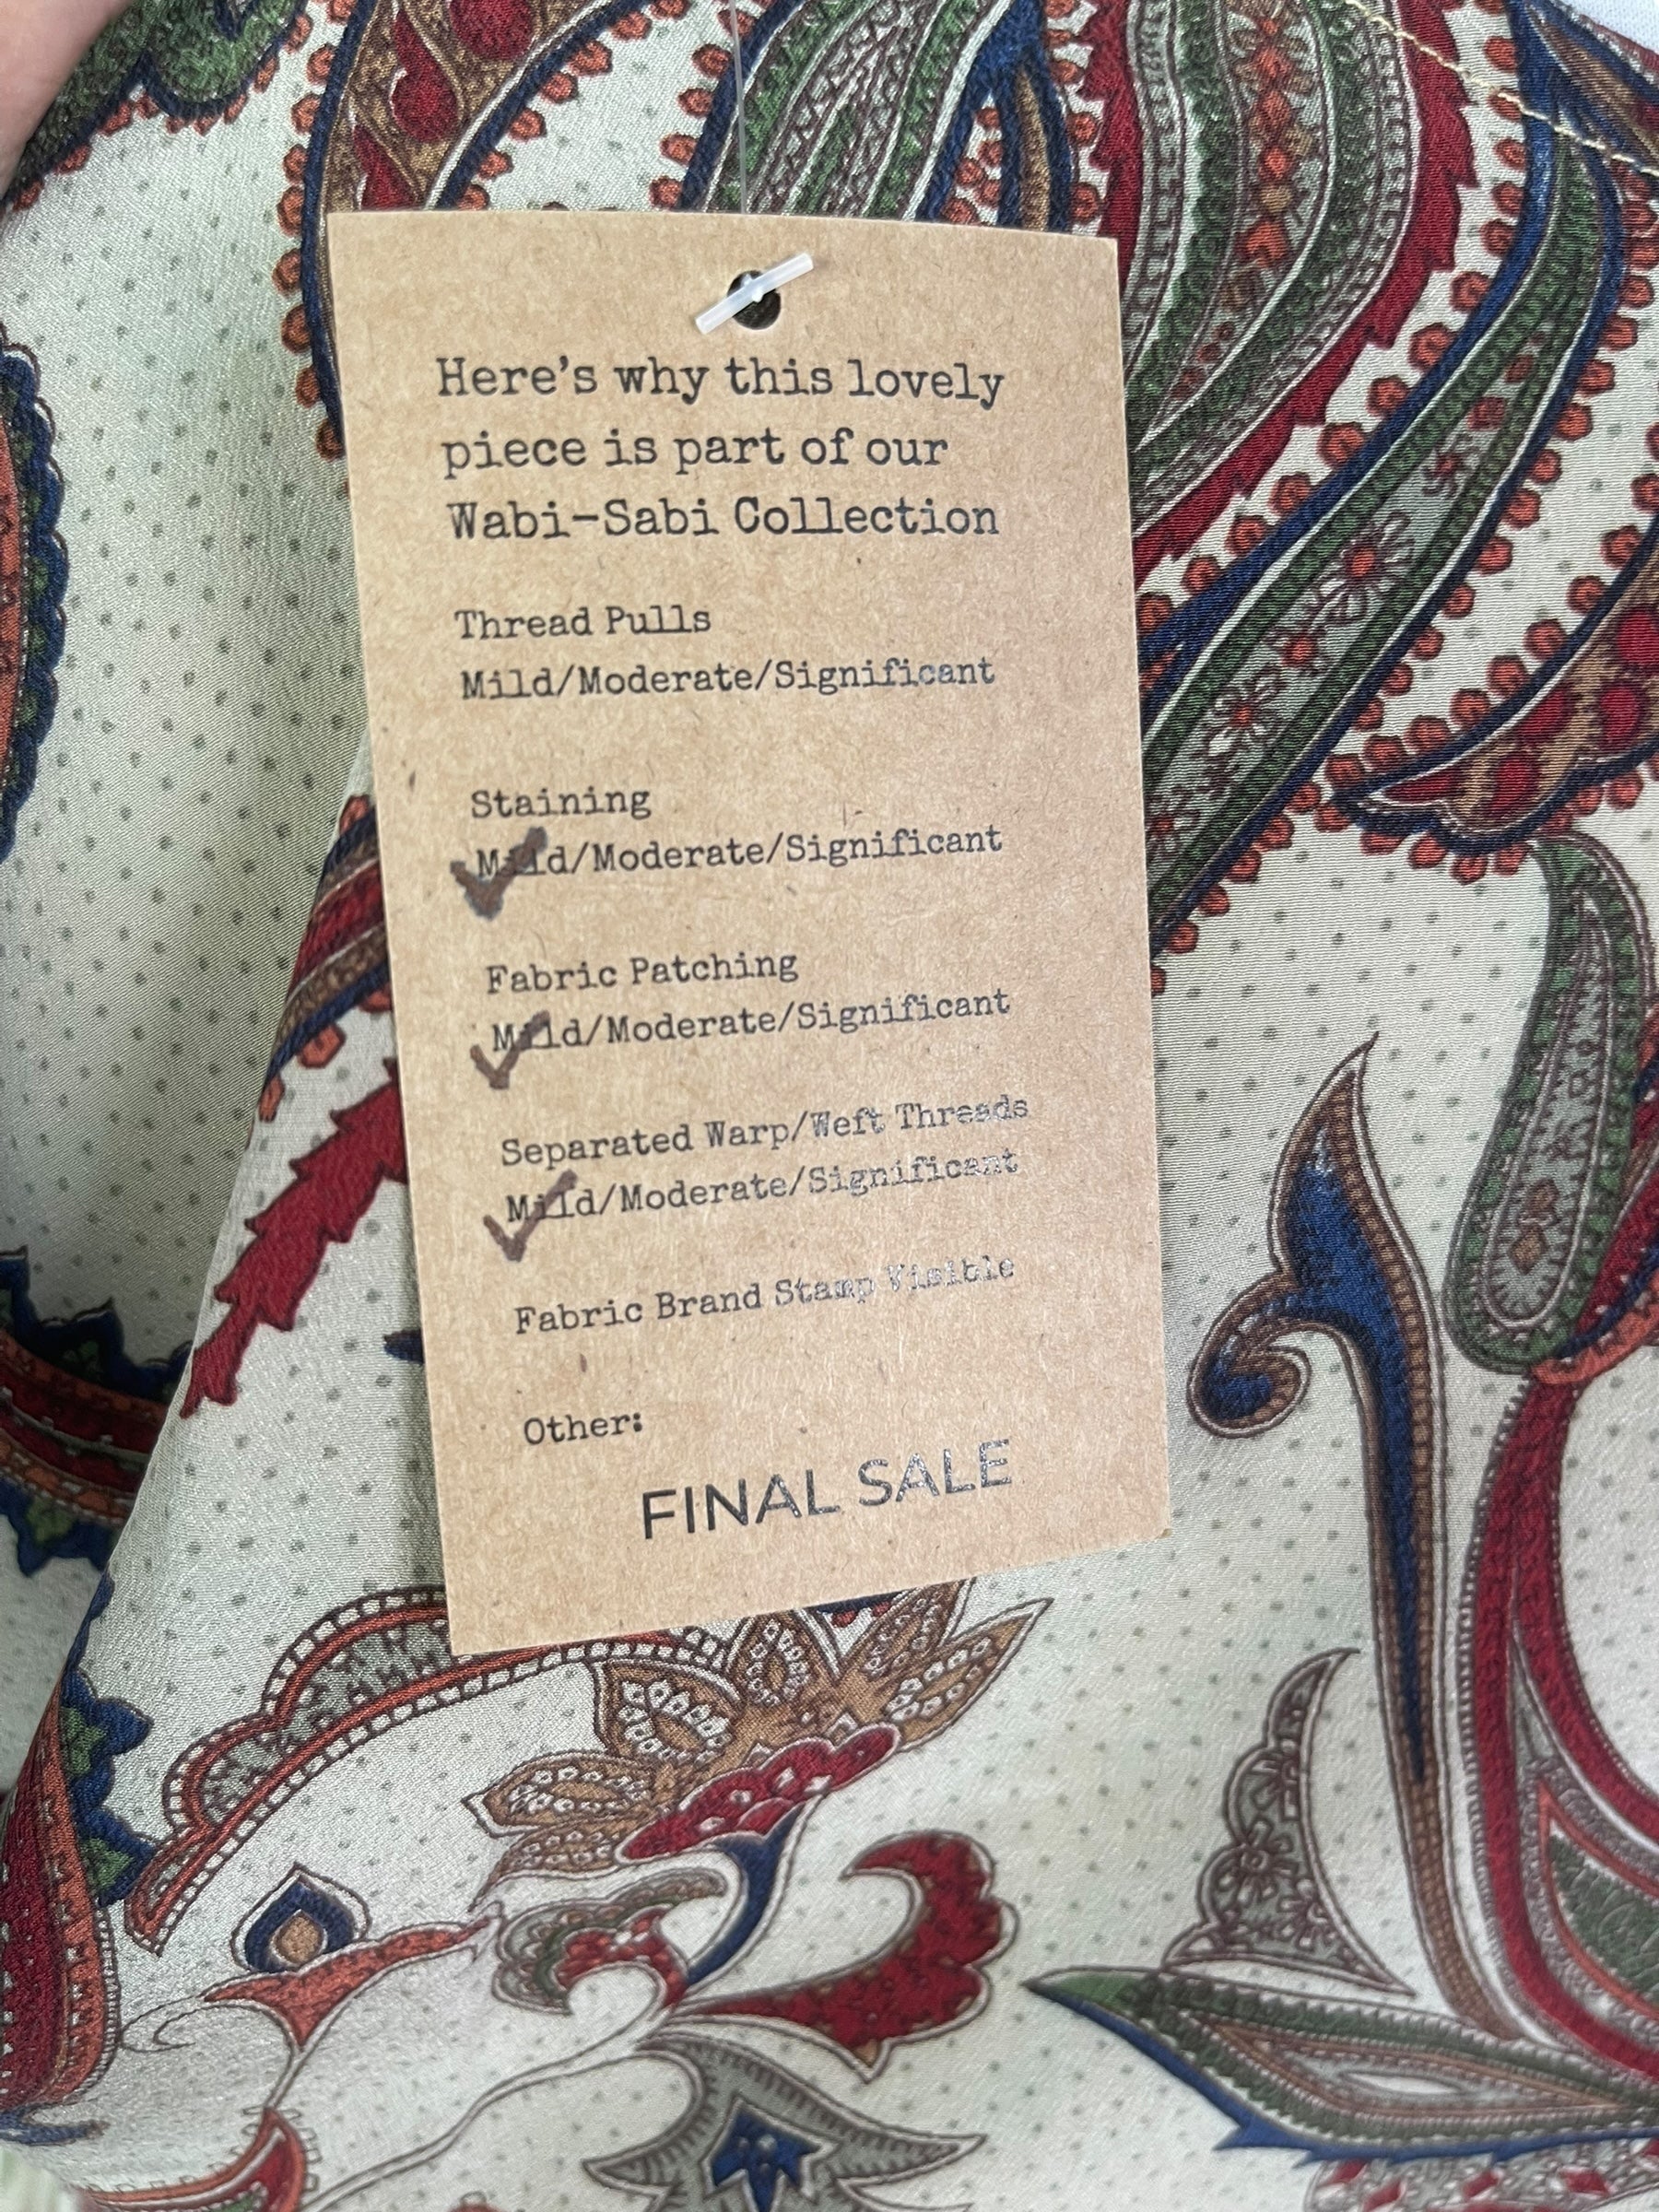 Here's why this lovely
piece is part of our
Wabi-Sabi Collection
Thread Pulls
Mild/Moderate/Significant
Staining
Mild/Moderate/Significant
Fabric Patching
Mild/Moderate/Significant
Separated Warp/Weft Threads
Mild/Moderate/Significant
Fabric Brand Stamp Visible
Other:
FINAL SALE